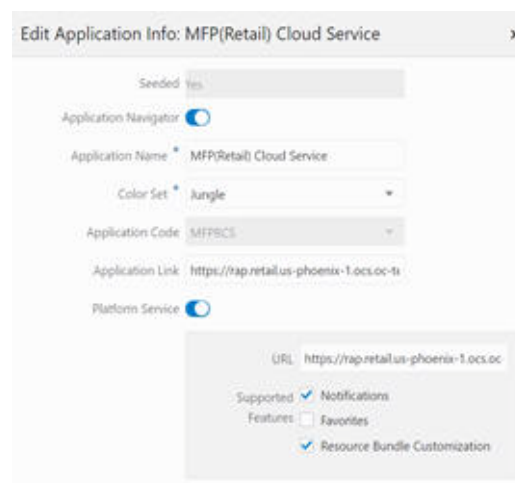 Edit Application Info: MFP(Retail) Cloud Service
Seeded Yes
Application Navigator
Application Name * MFP(Retail) Cloud Service
Color Set * Jungle
Application Code MFPRCS
Application Link https://rap.retail.us-phoenix-1.ocs.oc-te
Platform Service
URL https://rap.retail.us-phoenix-1.ocs.oc
Supported Features
Notifications
Favorites
Resource Bundle Customization